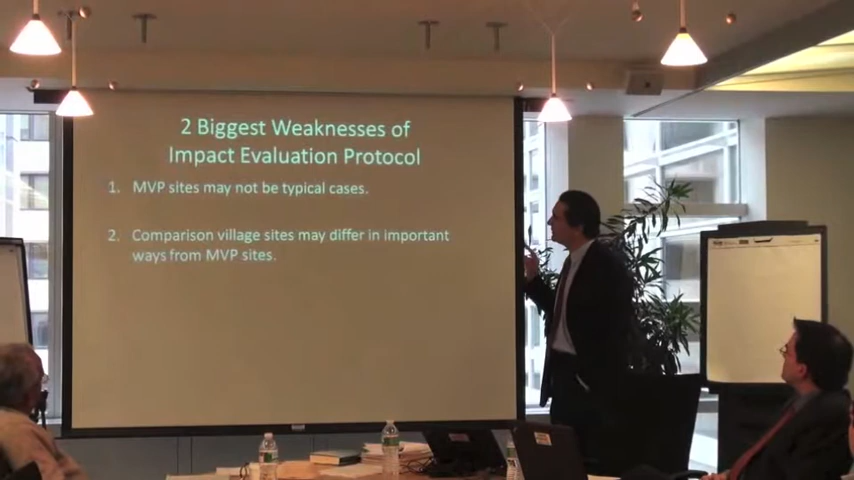 2 Biggest Weaknesses of
Impact Evaluation Protocol
1. MVP sites may not be typical cases.
2. Comparison village sites may differ in important
ways from MVP sites.